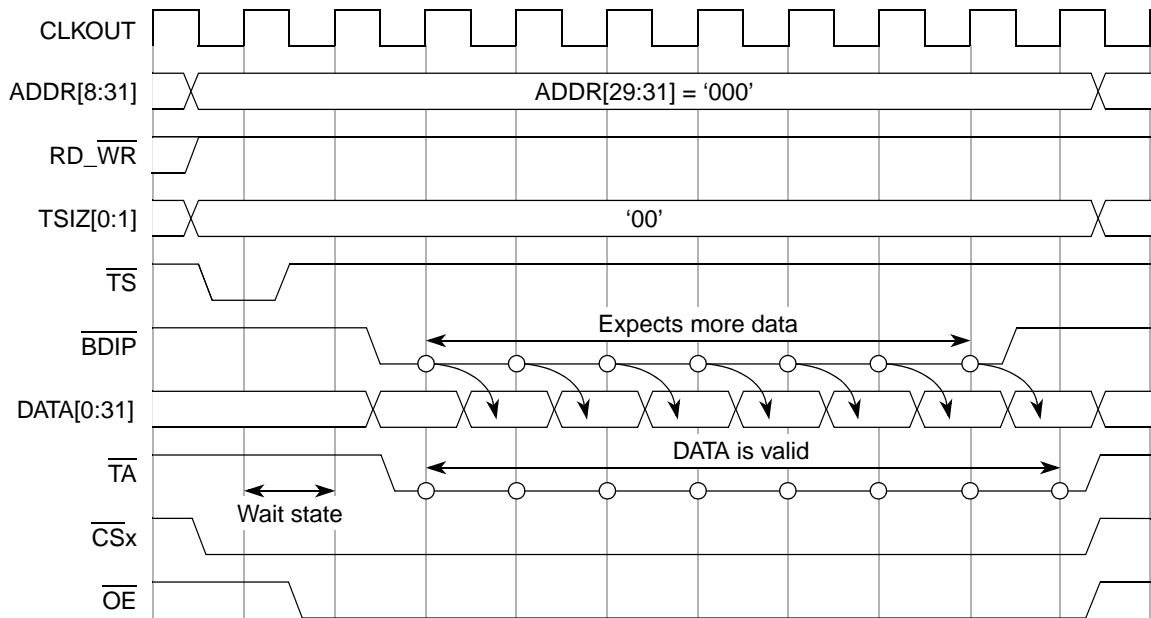 CLKOUT
ADDR[8:31]
ADDR[29:31] = ‘000’
RD_WR
TSIZ[0:1]
‘00’
TS
Expects more data
BDIP
DATA[0:31]
DATA is valid
TA
Wait state
CSx
OE